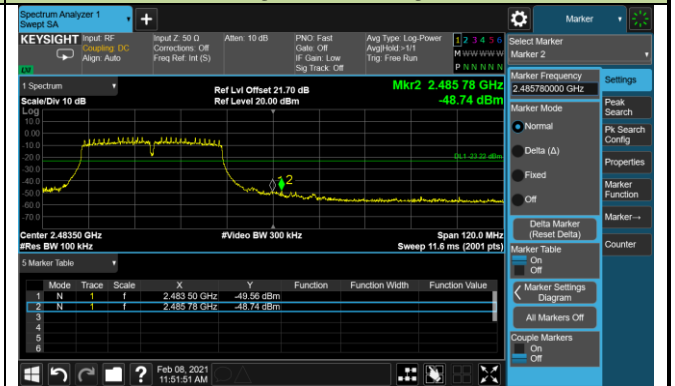 Spectrum Analyzer 1
Swept SA
+
Marker
KEYSIGHT
Input: RF
Coupling: DC
Align: Auto
Input Z: 50 Ω
Corrections: Off
Freq Ref: Int (S)
Atten: 10 dB
PNO: Fast
Gate: Off
IF Gain: Low
Sig Track: Off
Avg Type: Log-Power
Avg|Hold:>1/1
Trig: Free Run
1 2 3 4 5 6
M W W W W W
P N N N N N
LXI
Select Marker
Marker 2
1 Spectrum
Ref Lvl Offset 21.70 dB
Mkr2 2.485 78 GHz
Scale/Div 10 dB
Ref Level 20.00 dBm
-48.74 dBm
Log
10.0
0.00
-10.0
-20.0
-30.0
-40.0
-50.0
-60.0
-70.0
DL1 -23.22 dBm
1
2
Center 2.48350 GHz
#Video BW 300 kHz
Span 120.0 MHz
#Res BW 100 kHz
Sweep 11.6 ms (2001 pts)
5 Marker Table
Mode Trace Scale X Y Function Function Width Function Value
1 N 1 f 2.483 50 GHz -49.56 dBm
2 N 1 f 2.485 78 GHz -48.74 dBm
3
4
5
6
Marker Frequency
2.485780000 GHz
Marker Mode
Normal
Delta (Δ)
Fixed
Off
Delta Marker
(Reset Delta)
Marker Table
On
Off
Marker Settings
Diagram
All Markers Off
Couple Markers
On
Off
Settings
Peak
Search
Pk Search
Config
Properties
Marker
Function
Marker→
Counter
?
Feb 08, 2021
11:51:51 AM